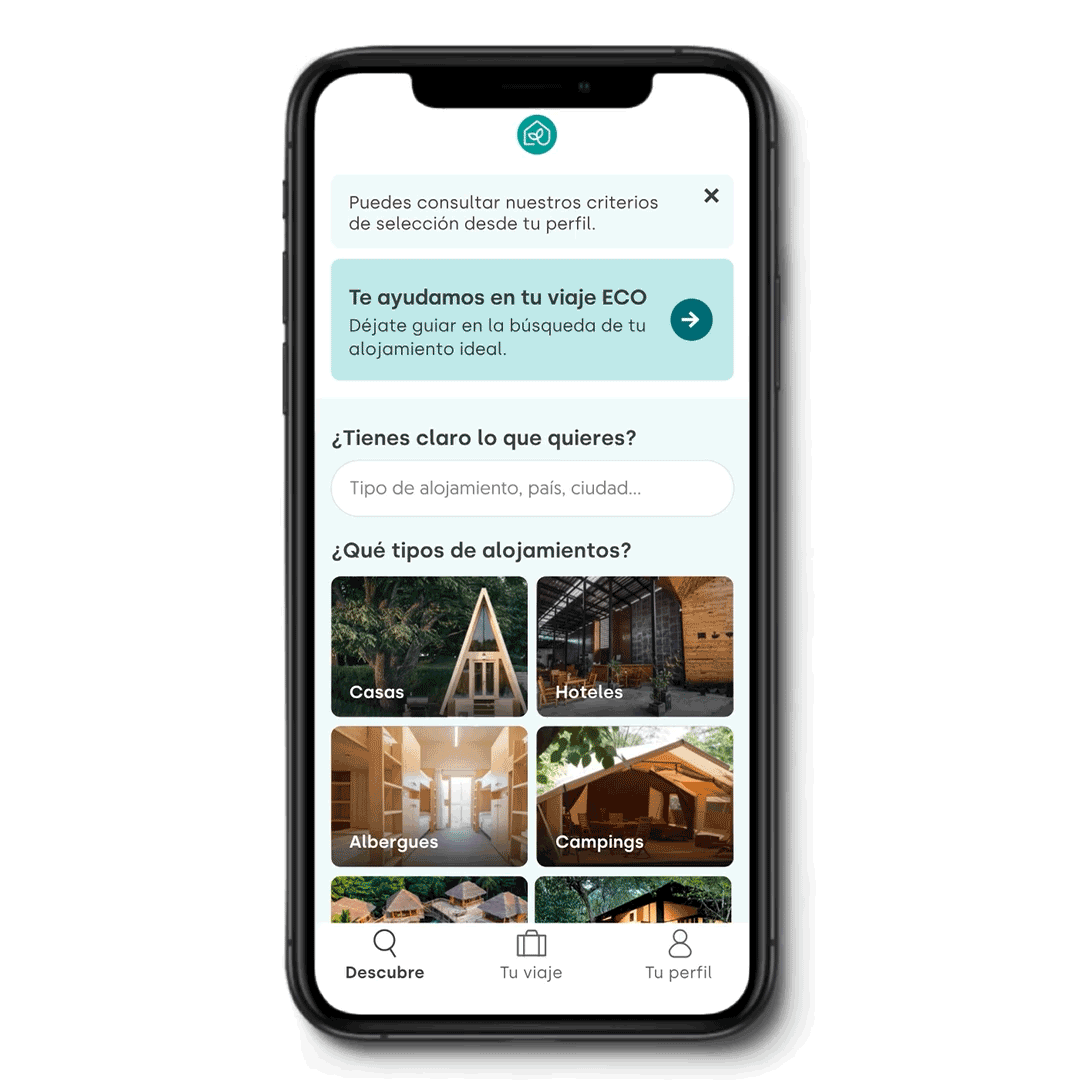 Puedes consultar nuestros criterios
de selección desde tu perfil.
Te ayudamos en tu viaje ECO
Déjate guiar en la búsqueda de tu
alojamiento ideal.
¿Tienes claro lo que quieres?
Tipo de alojamiento, país, ciudad...
¿Qué tipos de alojamientos?
Casas
Hoteles
Albergues
Campings
Descubre
Tu viaje
Tu perfil